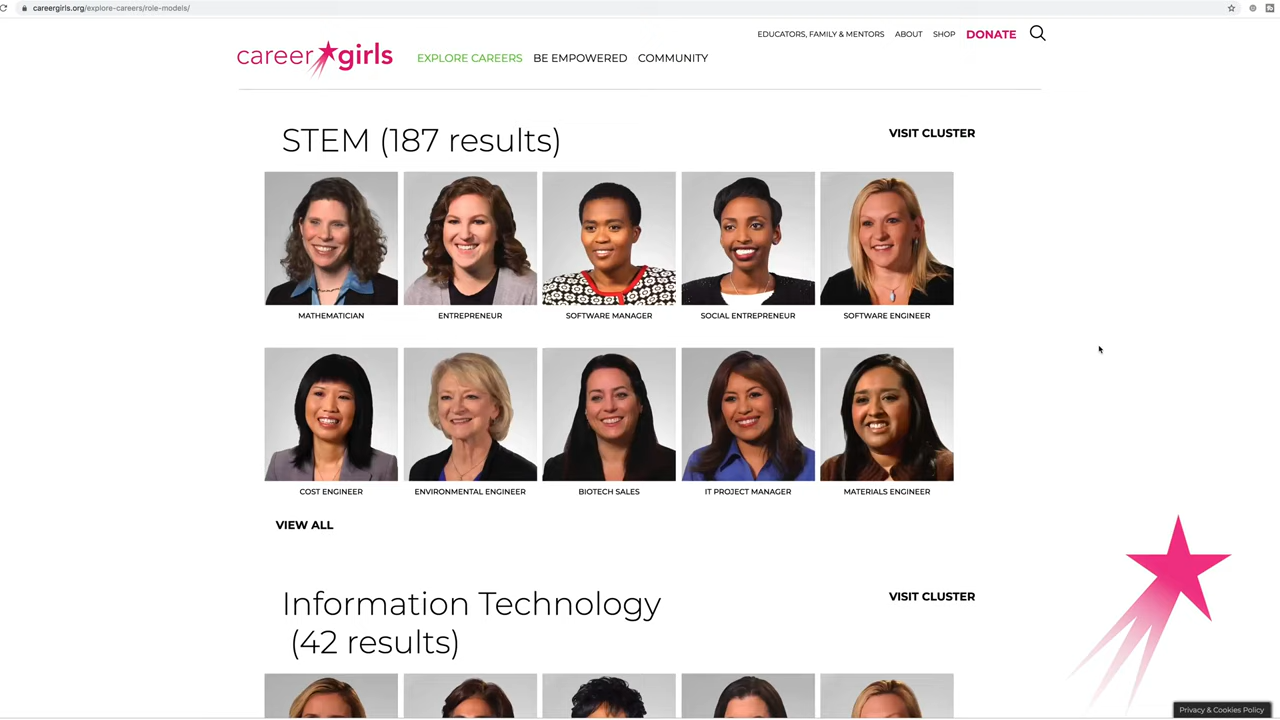 careergirls.org/explore-careers/role-models/
EDUCATORS, FAMILY & MENTORS ABOUT SHOP DONATE
career girls EXPLORE CAREERS BE EMPOWERED COMMUNITY
STEM (187 results) VISIT CLUSTER
MATHEMATICIAN ENTREPRENEUR SOFTWARE MANAGER SOCIAL ENTREPRENEUR SOFTWARE ENGINEER
COST ENGINEER ENVIRONMENTAL ENGINEER BIOTECH SALES IT PROJECT MANAGER MATERIALS ENGINEER
VIEW ALL
Information Technology VISIT CLUSTER
(42 results)
Privacy & Cookies Policy